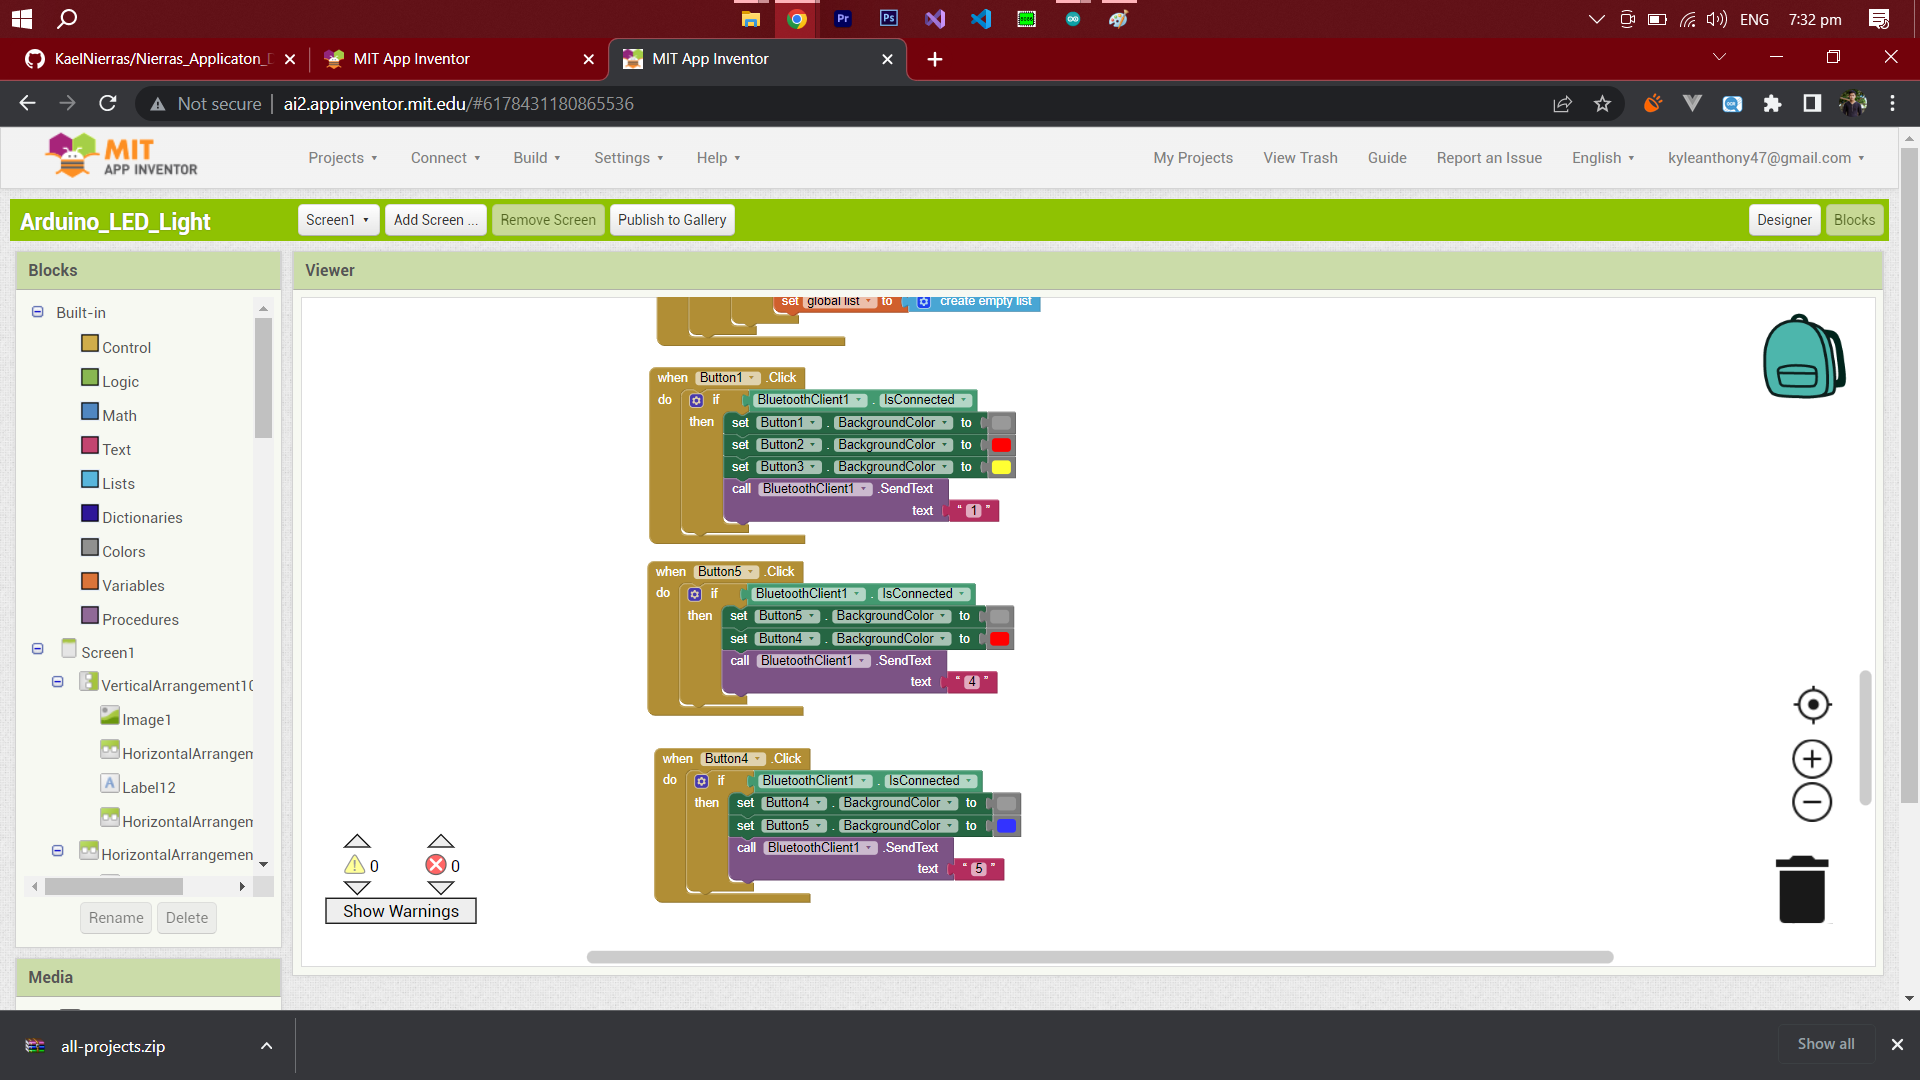 ENG 7:32 pm
KaelNierras/Nierras_Applicaton_D
MIT App Inventor
MIT App Inventor
Not secure | ai2.appinventor.mit.edu/#6178431180865536
MIT
APP INVENTOR
Projects Connect Build Settings Help My Projects View Trash Guide Report an Issue English kyleanthony47@gmail.com
Arduino_LED_Light Screen1 Add Screen ... Remove Screen Publish to Gallery Designer Blocks
Blocks
Built-in
Control
Logic
Math
Text
Lists
Dictionaries
Colors
Variables
Procedures
Screen1
VerticalArrangement10
Image1
HorizontalArrangem
Label12
HorizontalArrangem
HorizontalArrangemen
Rename Delete
Media
Viewer
set global list to create empty list
when Button1 .Click
do if BluetoothClient1 . IsConnected
then set Button1 . BackgroundColor to
set Button2 . BackgroundColor to
set Button3 . BackgroundColor to
call BluetoothClient1 .SendText
text “ 1 ”
when Button5 .Click
do if BluetoothClient1 . IsConnected
then set Button5 . BackgroundColor to
set Button4 . BackgroundColor to
call BluetoothClient1 .SendText
text “ 4 ”
when Button4 .Click
do if BluetoothClient1 . IsConnected
then set Button4 . BackgroundColor to
set Button5 . BackgroundColor to
call BluetoothClient1 .SendText
text “ 5 ”
0 0
Show Warnings
all-projects.zip
Show all